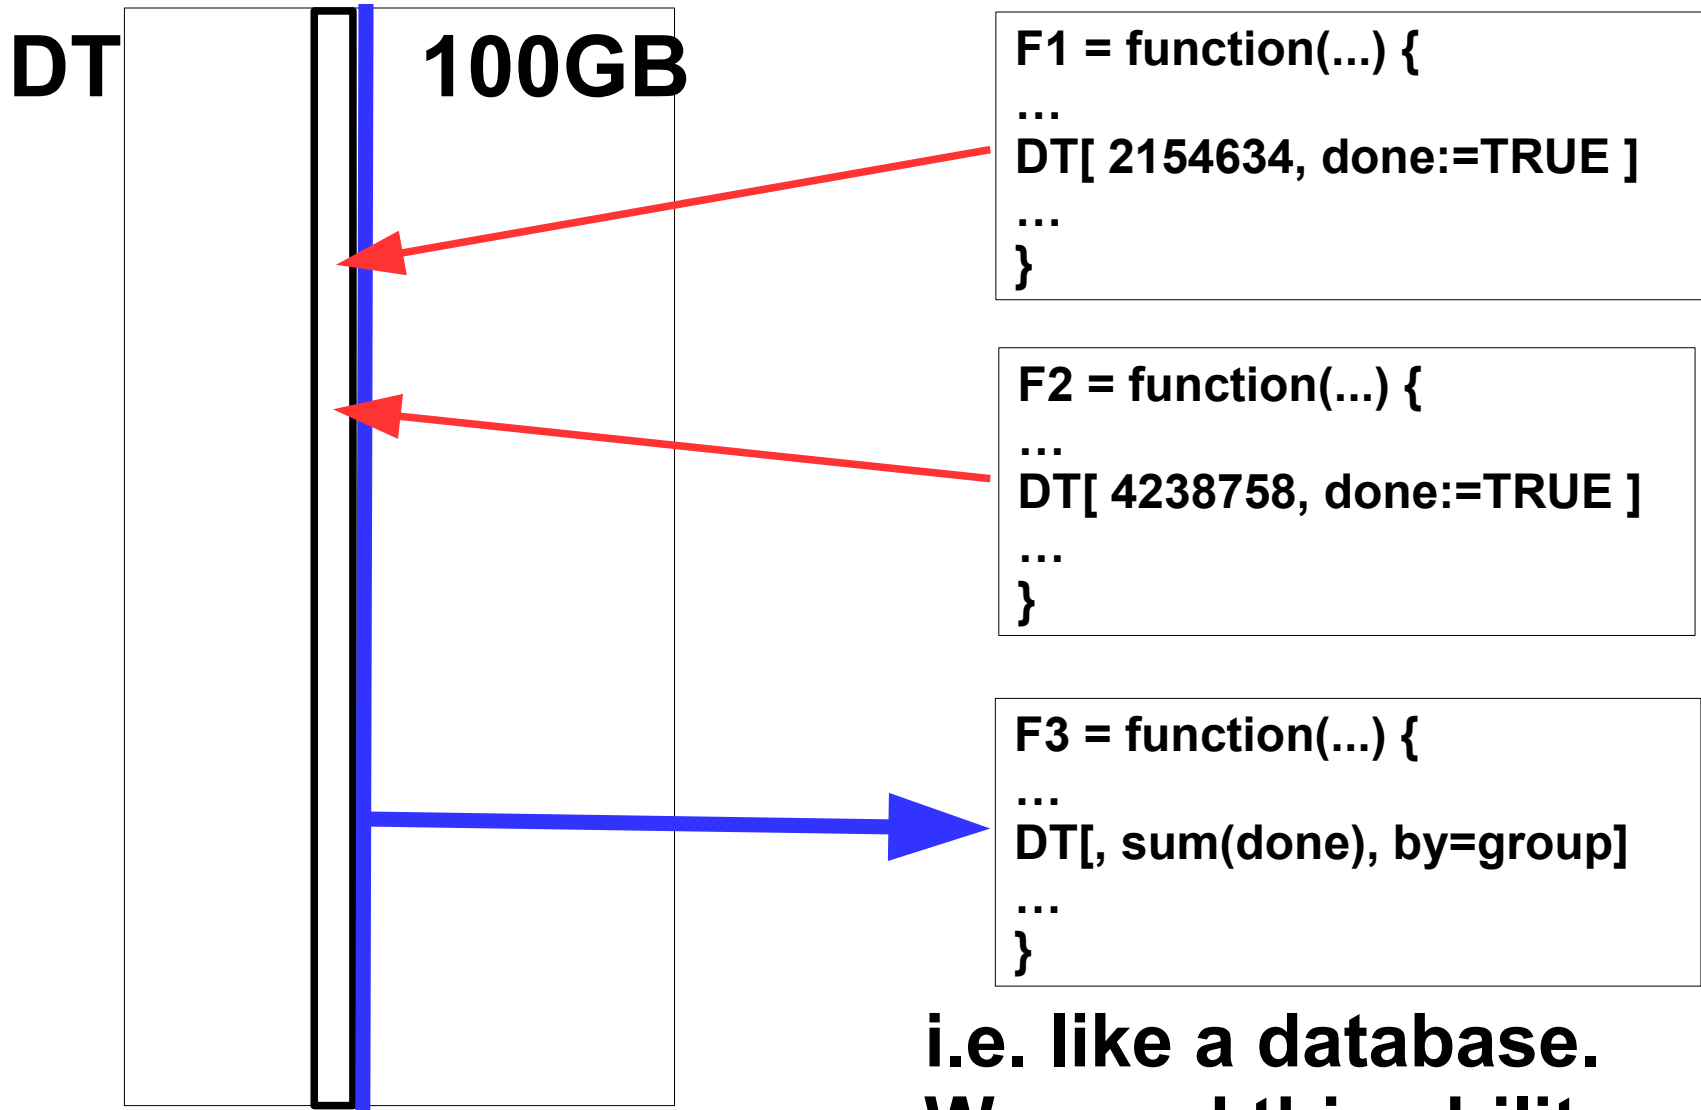 DT
100GB
F1 = function(...) {
…
DT[ 2154634, done:=TRUE ]
…
}
F2 = function(...) {
…
DT[ 4238758, done:=TRUE ]
…
}
F3 = function(...) {
…
DT[, sum(done), by=group]
…
}
i.e. like a database.